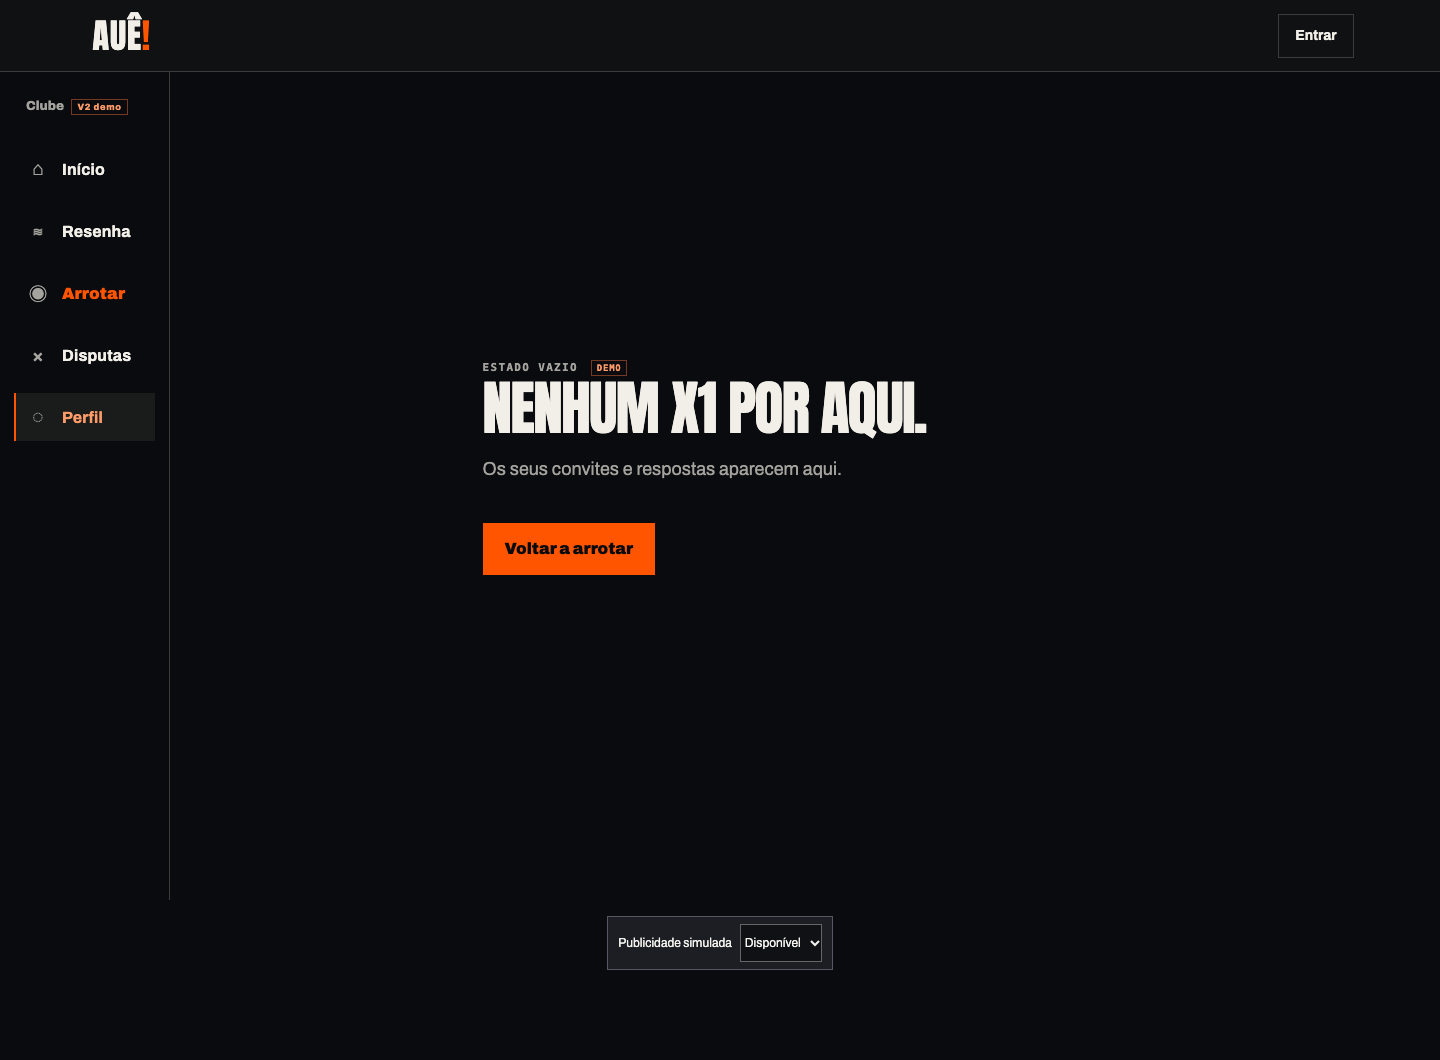 AUÊ!
Entrar
Clube V2 demo
Início
Resenha
Arrotar
Disputas
Perfil
ESTADO VAZIO DEMO
NENHUM X1 POR AQUI.
Os seus convites e respostas aparecem aqui.
Voltar a arrotar
Publicidade simulada Disponível